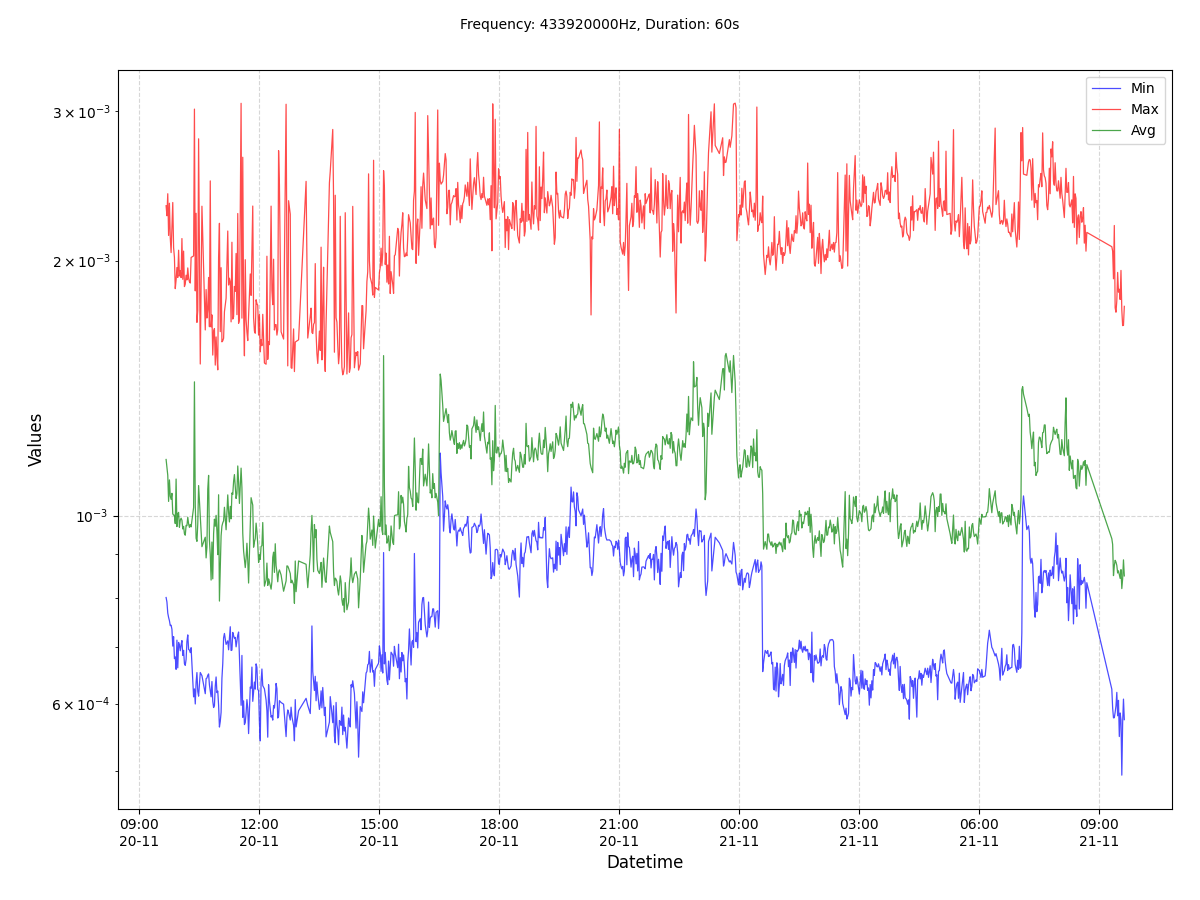 Frequency: 433920000Hz, Duration: 60s
Min
Max
Avg
3 × 10⁻³
2 × 10⁻³
10⁻³
6 × 10⁻⁴
Values
09:00 12:00 15:00 18:00 21:00 00:00 03:00 06:00 09:00
20-11 20-11 20-11 20-11 20-11 21-11 21-11 21-11 21-11
Datetime